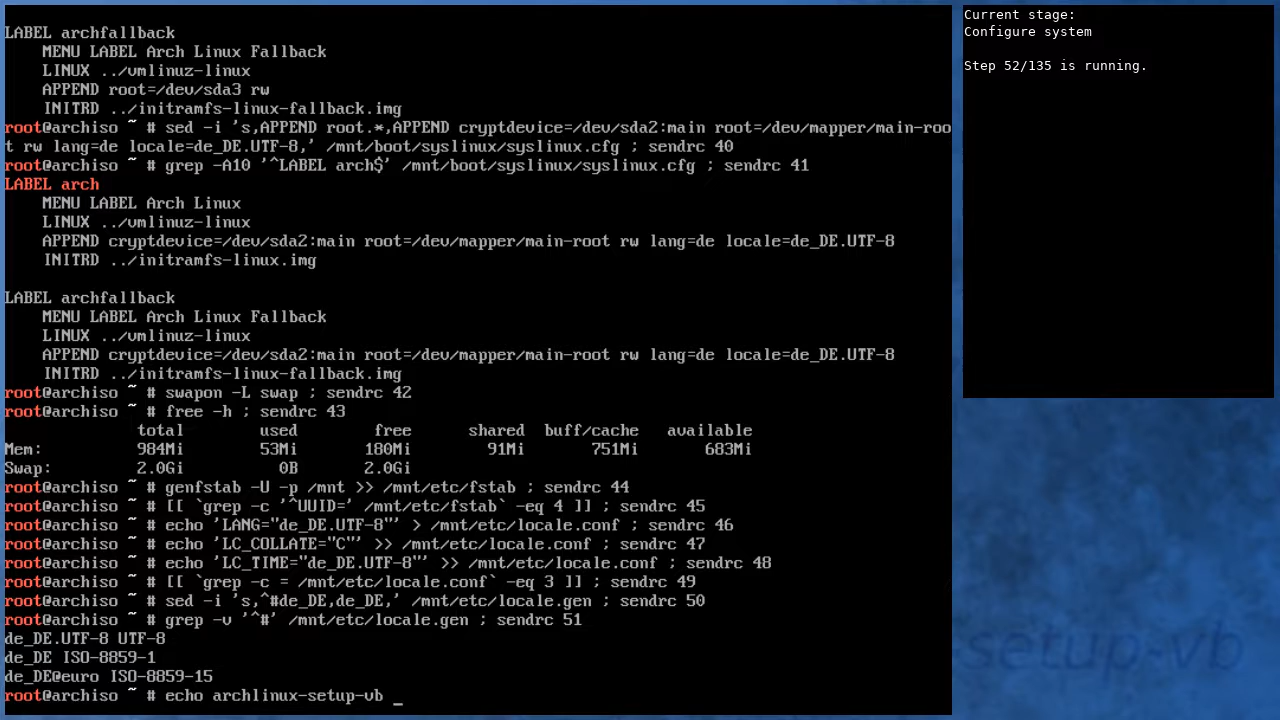 LABEL archfallback
    MENU LABEL Arch Linux Fallback
    LINUX ../vmlinuz-linux
    APPEND root=/dev/sda3 rw
    INITRD ../initramfs-linux-fallback.img
root@archiso ~ # sed -i 's,APPEND root.*,APPEND cryptdevice=/dev/sda2:main root=/dev/mapper/main-roo
t rw lang=de locale=de_DE.UTF-8,' /mnt/boot/syslinux/syslinux.cfg ; sendrc 40
root@archiso ~ # grep -A10 '^LABEL arch$' /mnt/boot/syslinux/syslinux.cfg ; sendrc 41
LABEL arch
    MENU LABEL Arch Linux
    LINUX ../vmlinuz-linux
    APPEND cryptdevice=/dev/sda2:main root=/dev/mapper/main-root rw lang=de locale=de_DE.UTF-8
    INITRD ../initramfs-linux.img

LABEL archfallback
    MENU LABEL Arch Linux Fallback
    LINUX ../vmlinuz-linux
    APPEND cryptdevice=/dev/sda2:main root=/dev/mapper/main-root rw lang=de locale=de_DE.UTF-8
    INITRD ../initramfs-linux-fallback.img
root@archiso ~ # swapon -L swap ; sendrc 42
root@archiso ~ # free -h ; sendrc 43
              total        used        free      shared  buff/cache   available
Mem:          984Mi        53Mi       180Mi        91Mi       751Mi       683Mi
Swap:         2.0Gi          0B       2.0Gi
root@archiso ~ # genfstab -U -p /mnt >> /mnt/etc/fstab ; sendrc 44
root@archiso ~ # [[ `grep -c '^UUID=' /mnt/etc/fstab` -eq 4 ]] ; sendrc 45
root@archiso ~ # echo 'LANG="de_DE.UTF-8"' > /mnt/etc/locale.conf ; sendrc 46
root@archiso ~ # echo 'LC_COLLATE="C"' >> /mnt/etc/locale.conf ; sendrc 47
root@archiso ~ # echo 'LC_TIME="de_DE.UTF-8"' >> /mnt/etc/locale.conf ; sendrc 48
root@archiso ~ # [[ `grep -c = /mnt/etc/locale.conf` -eq 3 ]] ; sendrc 49
root@archiso ~ # sed -i 's,^#de_DE,de_DE,' /mnt/etc/locale.gen ; sendrc 50
root@archiso ~ # grep -v '^#' /mnt/etc/locale.gen ; sendrc 51
de_DE.UTF-8 UTF-8
de_DE ISO-8859-1
de_DE@euro ISO-8859-15
root@archiso ~ # echo archlinux-setup-vb _
Current stage:
Configure system

Step 52/135 is running.
-setup-vb